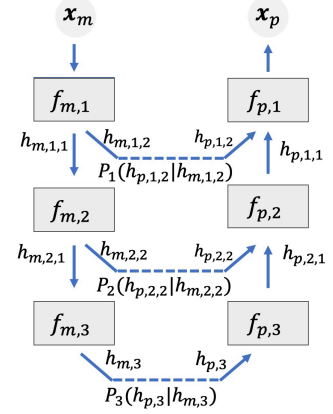 x_m x_p
f_{m,1} f_{p,1}
h_{m,1,1} h_{m,1,2} h_{p,1,2} h_{p,1,1}
P_1(h_{p,1,2}|h_{m,1,2})
f_{m,2} f_{p,2}
h_{m,2,1} h_{m,2,2} h_{p,2,2} h_{p,2,1}
P_2(h_{p,2,2}|h_{m,2,2})
f_{m,3} f_{p,3}
h_{m,3} h_{p,3}
P_3(h_{p,3}|h_{m,3})